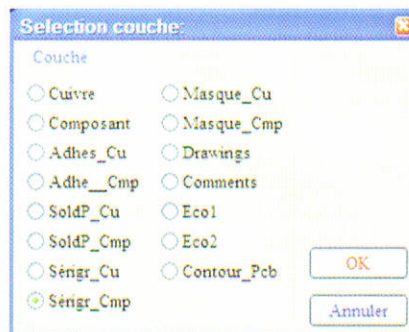 Selection couche:
Couche
Cuivre
Composant
Adhes_Cu
Adhe__Cmp
SoldP_Cu
SoldP_Cmp
Sérigr_Cu
Sérigr_Cmp
Masque_Cu
Masque_Cmp
Drawings
Comments
Eco1
Eco2
Contour_Pcb
OK
Annuler